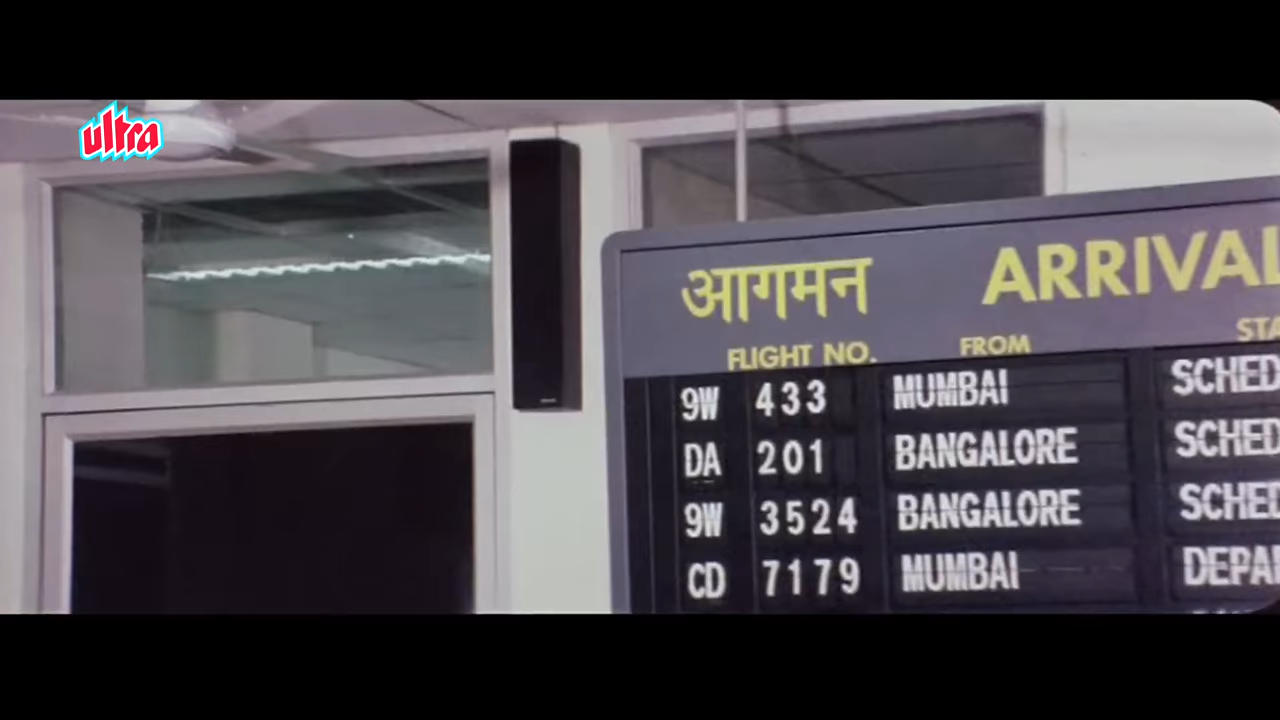 ultra
आगमन ARRIVAL
FLIGHT NO. FROM
9W 433 MUMBAI SCHED
DA 201 BANGALORE SCHED
9W 3524 BANGALORE SCHED
CD 7179 MUMBAI DEPA